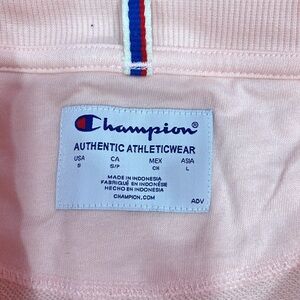 Champion®
AUTHENTIC ATHLETICWEAR
USA CA MEX ASIA
S S/P CH L
MADE IN INDONESIA
FABRIQUÉ EN INDONÉSIE
HECHO EN INDONESIA
CHAMPION.COM
ADV